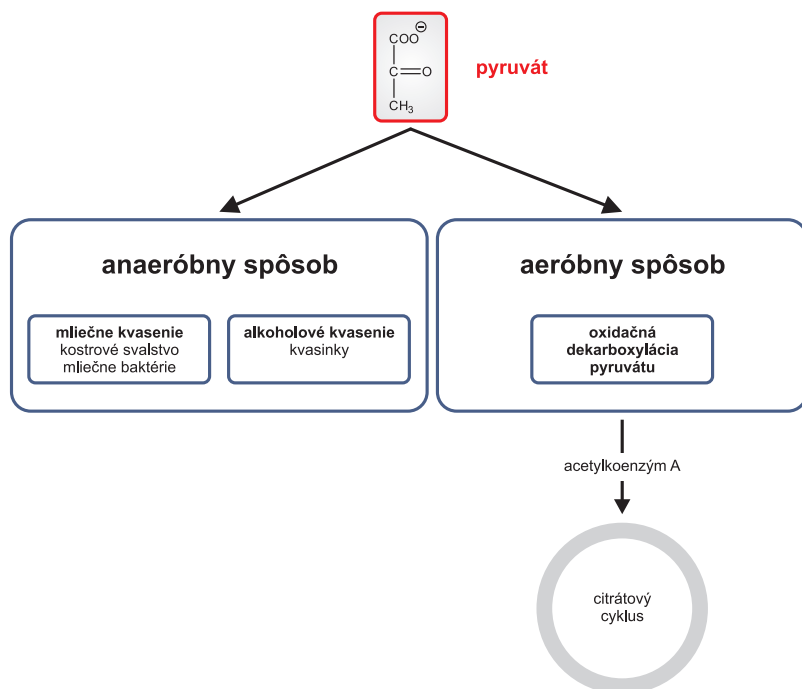 COO⊖
C=O
CH3
pyruvát
anaeróbny spôsob
mliečne kvasenie
kostrové svalstvo
mliečne baktérie
alkoholové kvasenie
kvasinky
aeróbny spôsob
oxidačná
dekarboxylácia
pyruvátu
acetylkoenzým A
citrátový
cyklus